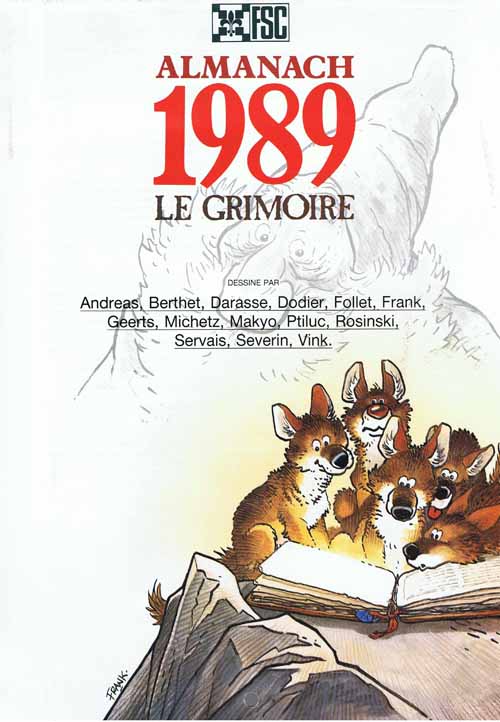 FSC
ALMANACH
1989
LE GRIMOIRE
DESSINE PAR
Andreas, Berthet, Darasse, Dodier, Follet, Frank,
Geerts, Michetz, Makyo, Ptiluc, Rosinski,
Servais, Severin, Vink.
FRANK.